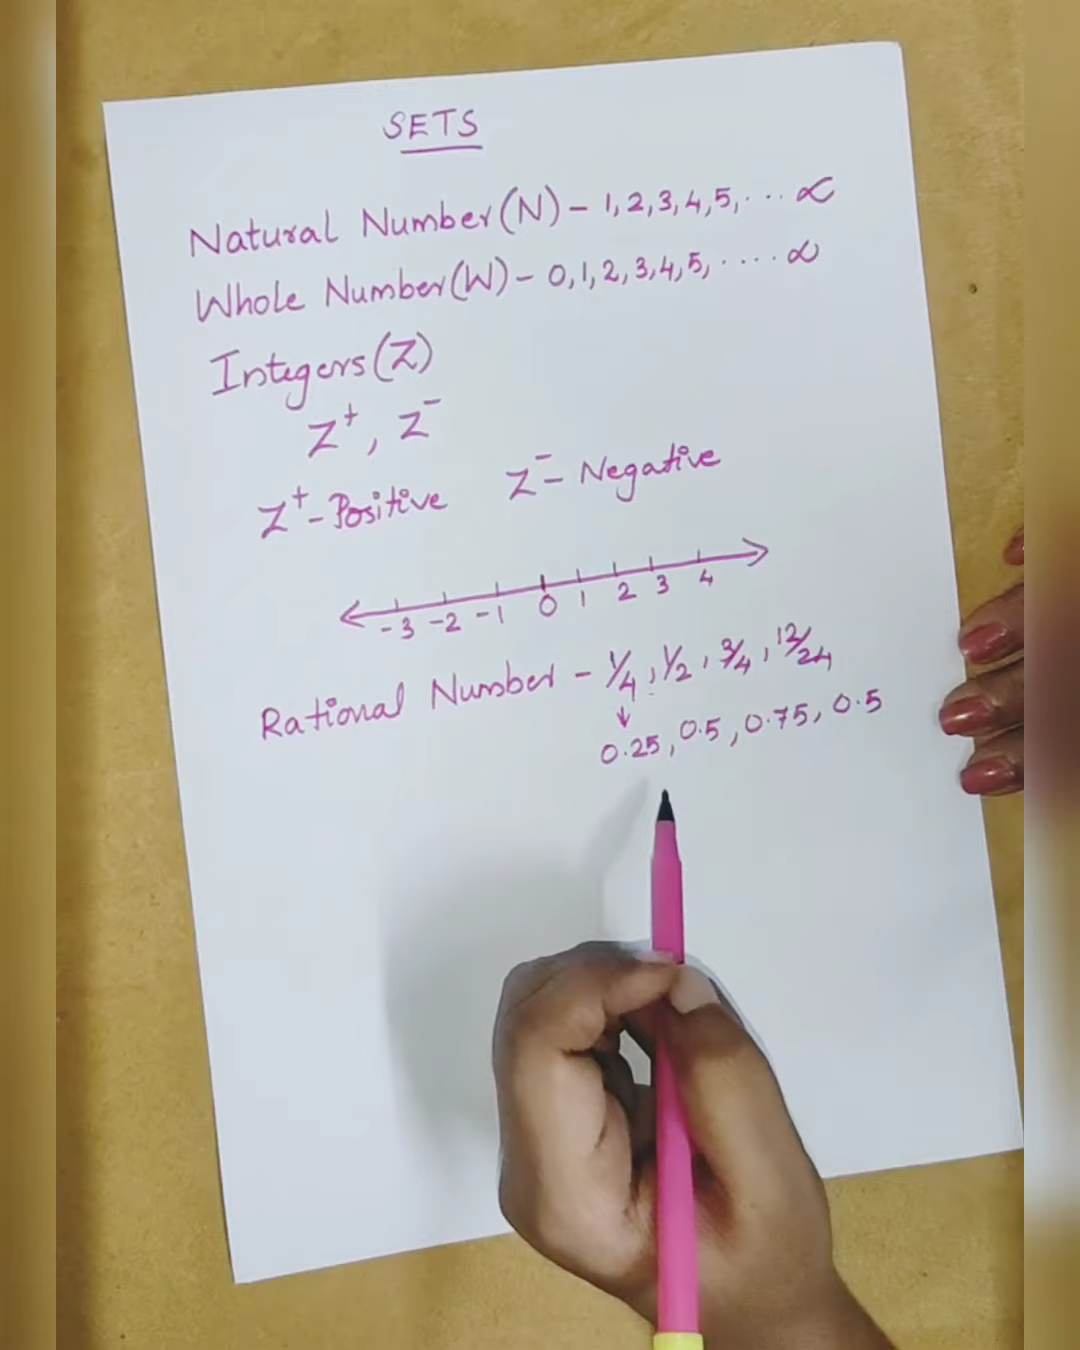 SETS
Natural Number(N) - 1, 2, 3, 4, 5, ... ∝
Whole Number(W) - 0, 1, 2, 3, 4, 5, .... ∝
Integers(Z)
Z⁺, Z⁻
Z⁺ - Positive Z⁻ - Negative
-3 -2 -1 0 1 2 3 4
Rational Number - 1/4, 1/2, 3/4, 12/24
0.25, 0.5, 0.75, 0.5